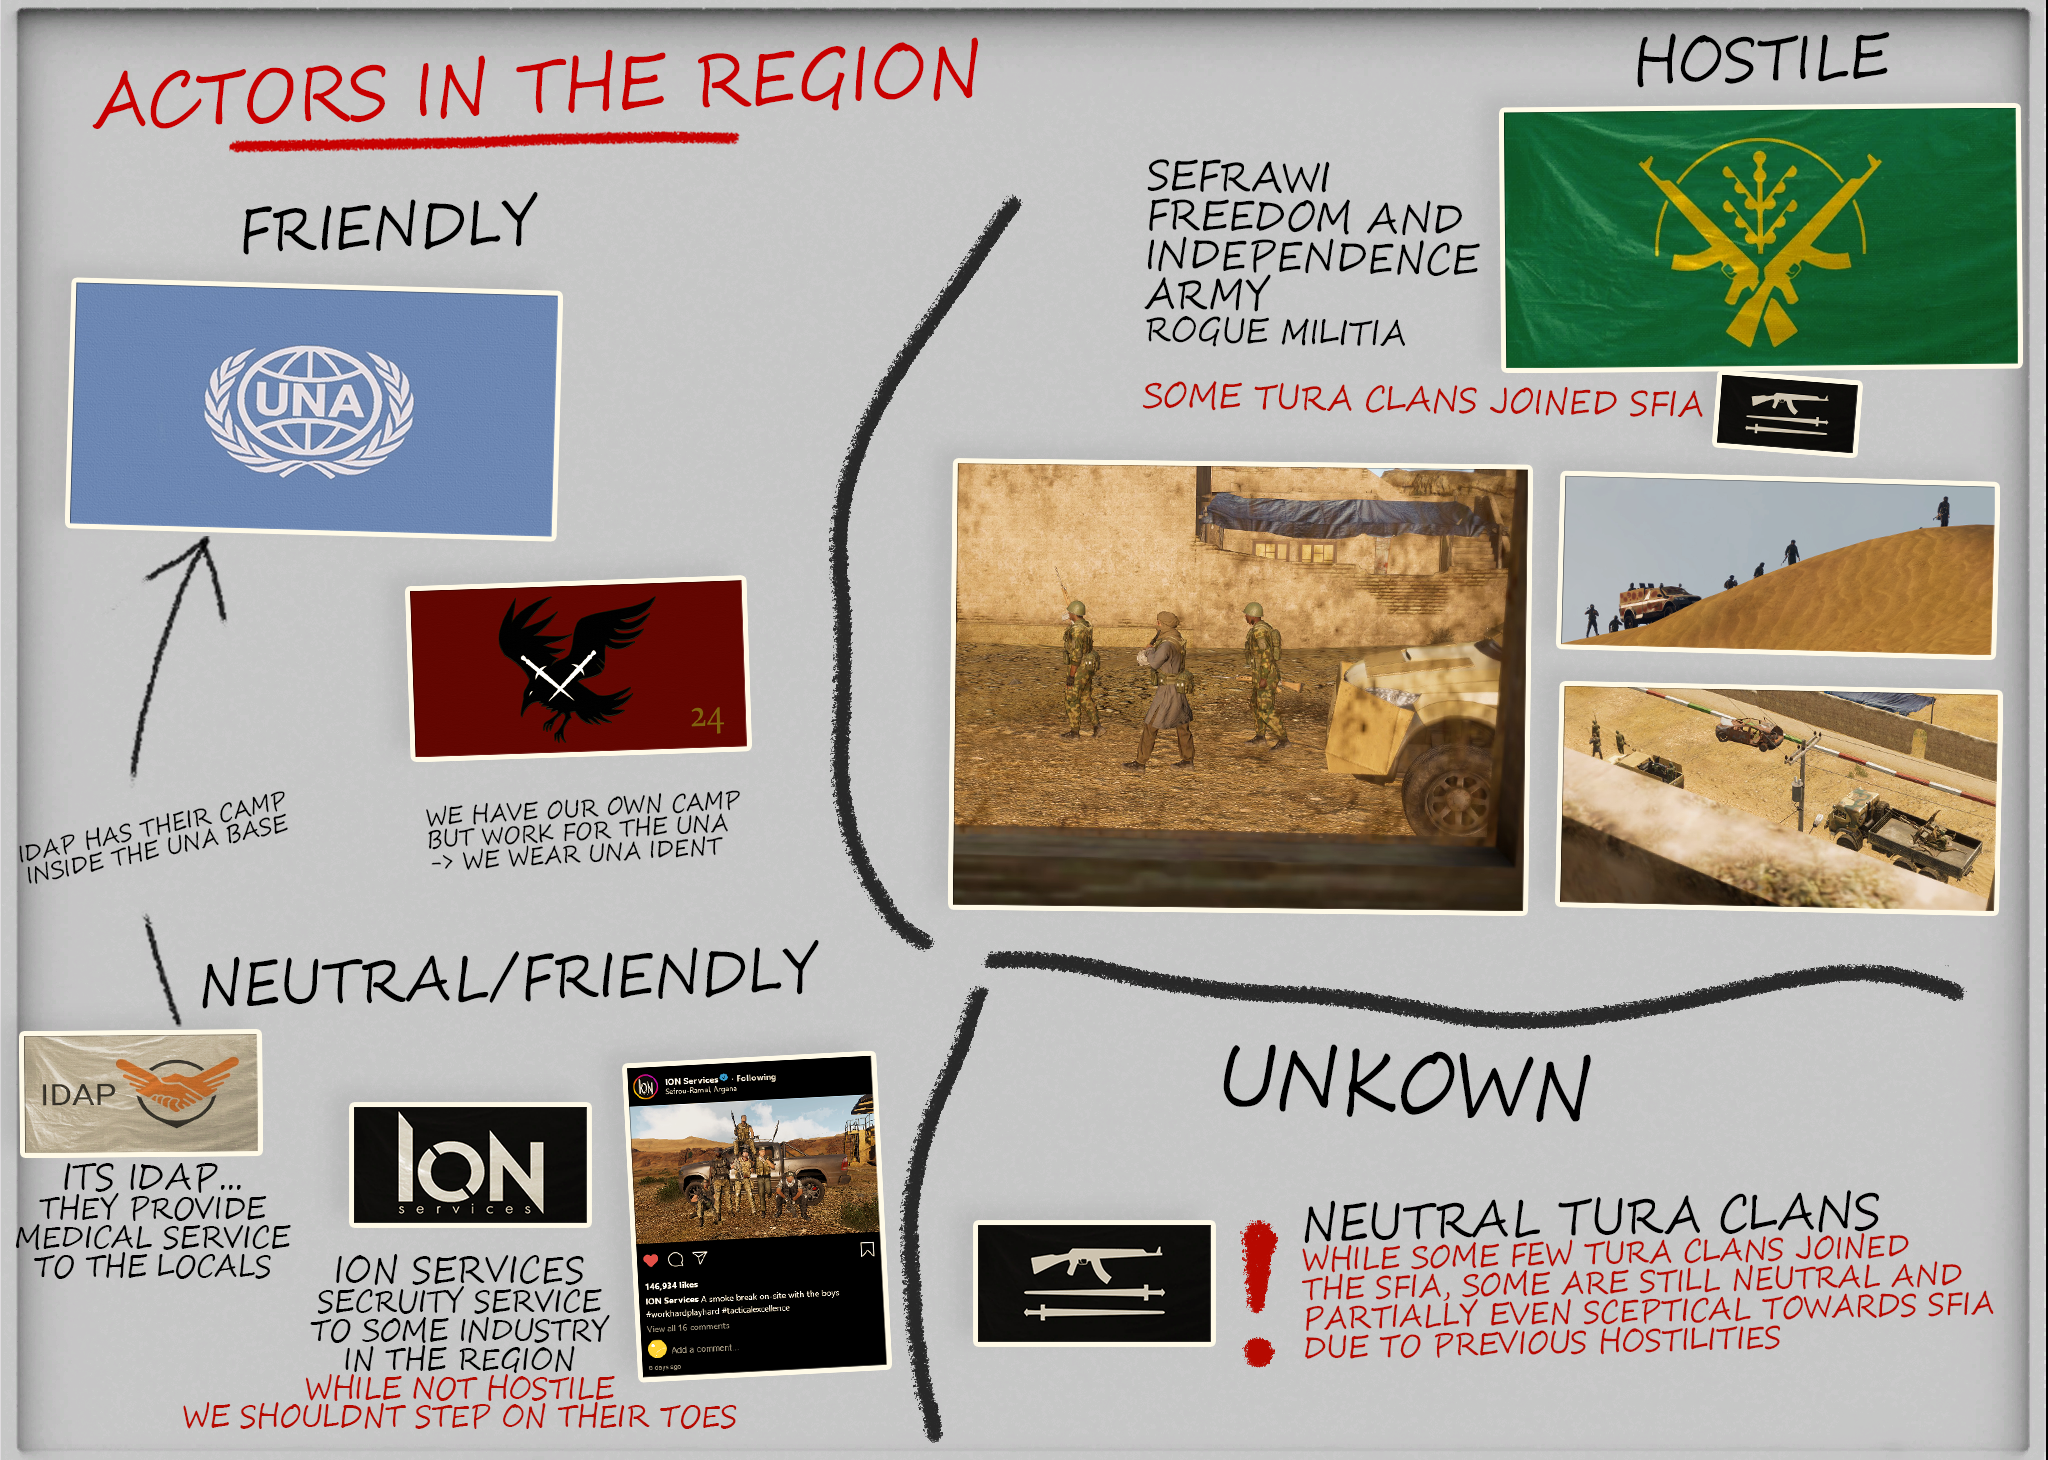 ACTORS IN THE REGION
FRIENDLY
UNA
24
WE HAVE OUR OWN CAMP
BUT WORK FOR THE UNA
-> WE WEAR UNA IDENT
IDAP HAS THEIR CAMP
INSIDE THE UNA BASE
HOSTILE
SEFRAWI
FREEDOM AND
INDEPENDENCE
ARMY
ROGUE MILITIA
SOME TURA CLANS JOINED SFIA
NEUTRAL/FRIENDLY
IDAP
ITS IDAP...
THEY PROVIDE
MEDICAL SERVICE
TO THE LOCALS
ION
services
ION SERVICES
SECRUITY SERVICE
TO SOME INDUSTRY
IN THE REGION
WHILE NOT HOSTILE
WE SHOULDNT STEP ON THEIR TOES
ION
ION Services · Following
Sefrou-Ramal, Argana
146,934 likes
ION Services A smoke break on-site with the boys
#workhardplayhard #tacticalexcellence
View all 16 comments
Add a comment...
6 days ago
UNKOWN
!
NEUTRAL TURA CLANS
WHILE SOME FEW TURA CLANS JOINED
THE SFIA, SOME ARE STILL NEUTRAL AND
PARTIALLY EVEN SCEPTICAL TOWARDS SFIA
DUE TO PREVIOUS HOSTILITIES